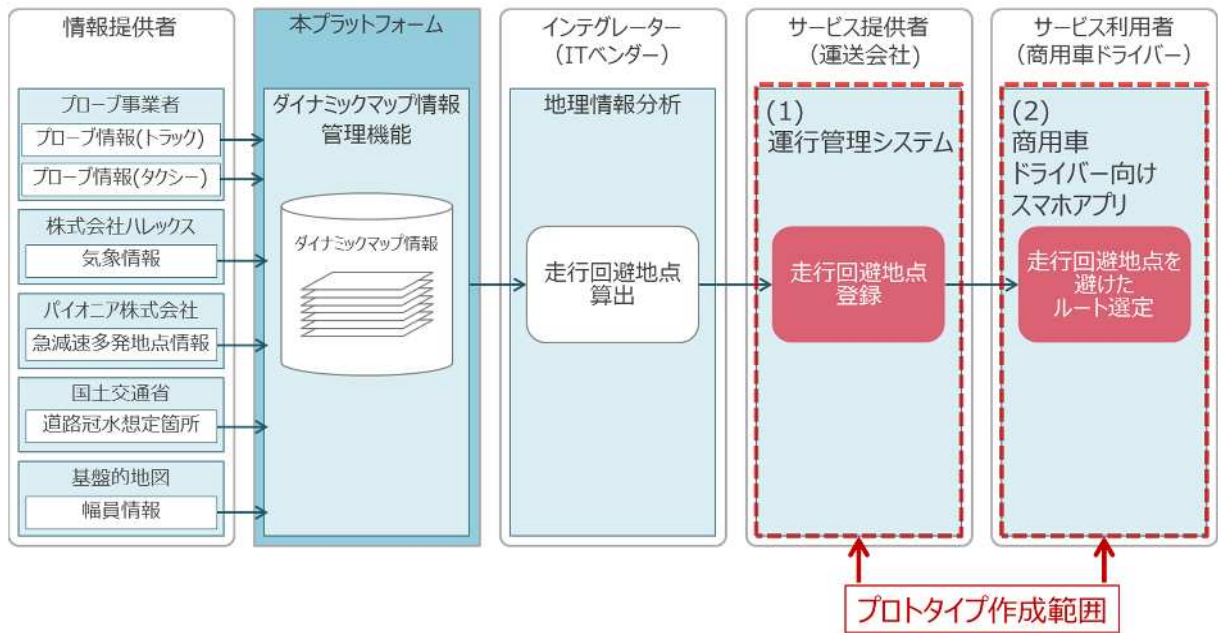 情報提供者
プローブ事業者
プローブ情報(トラック)
プローブ情報(タクシー)
株式会社ハレックス
気象情報
パイオニア株式会社
急減速多発地点情報
国土交通省
道路冠水想定箇所
基盤的地図
幅員情報
本プラットフォーム
ダイナミックマップ情報
管理機能
ダイナミックマップ情報
インテグレーター
(ITベンダー)
地理情報分析
走行回避地点
算出
サービス提供者
(運送会社)
(1)
運行管理システム
走行回避地点
登録
サービス利用者
(商用車ドライバー)
(2)
商用車
ドライバー向け
スマホアプリ
走行回避地点を
避けた
ルート選定
プロトタイプ作成範囲